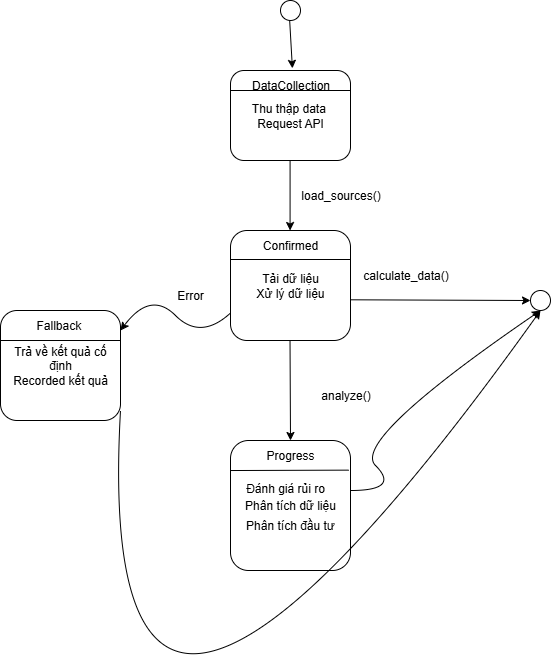 DataCollection
Thu thập data
Request API
load_sources()
Confirmed
Tải dữ liệu
Xử lý dữ liệu
calculate_data()
Error
Fallback
Trả về kết quả cố
định
Recorded kết quả
analyze()
Progress
Đánh giá rủi ro
Phân tích dữ liệu
Phân tích đầu tư